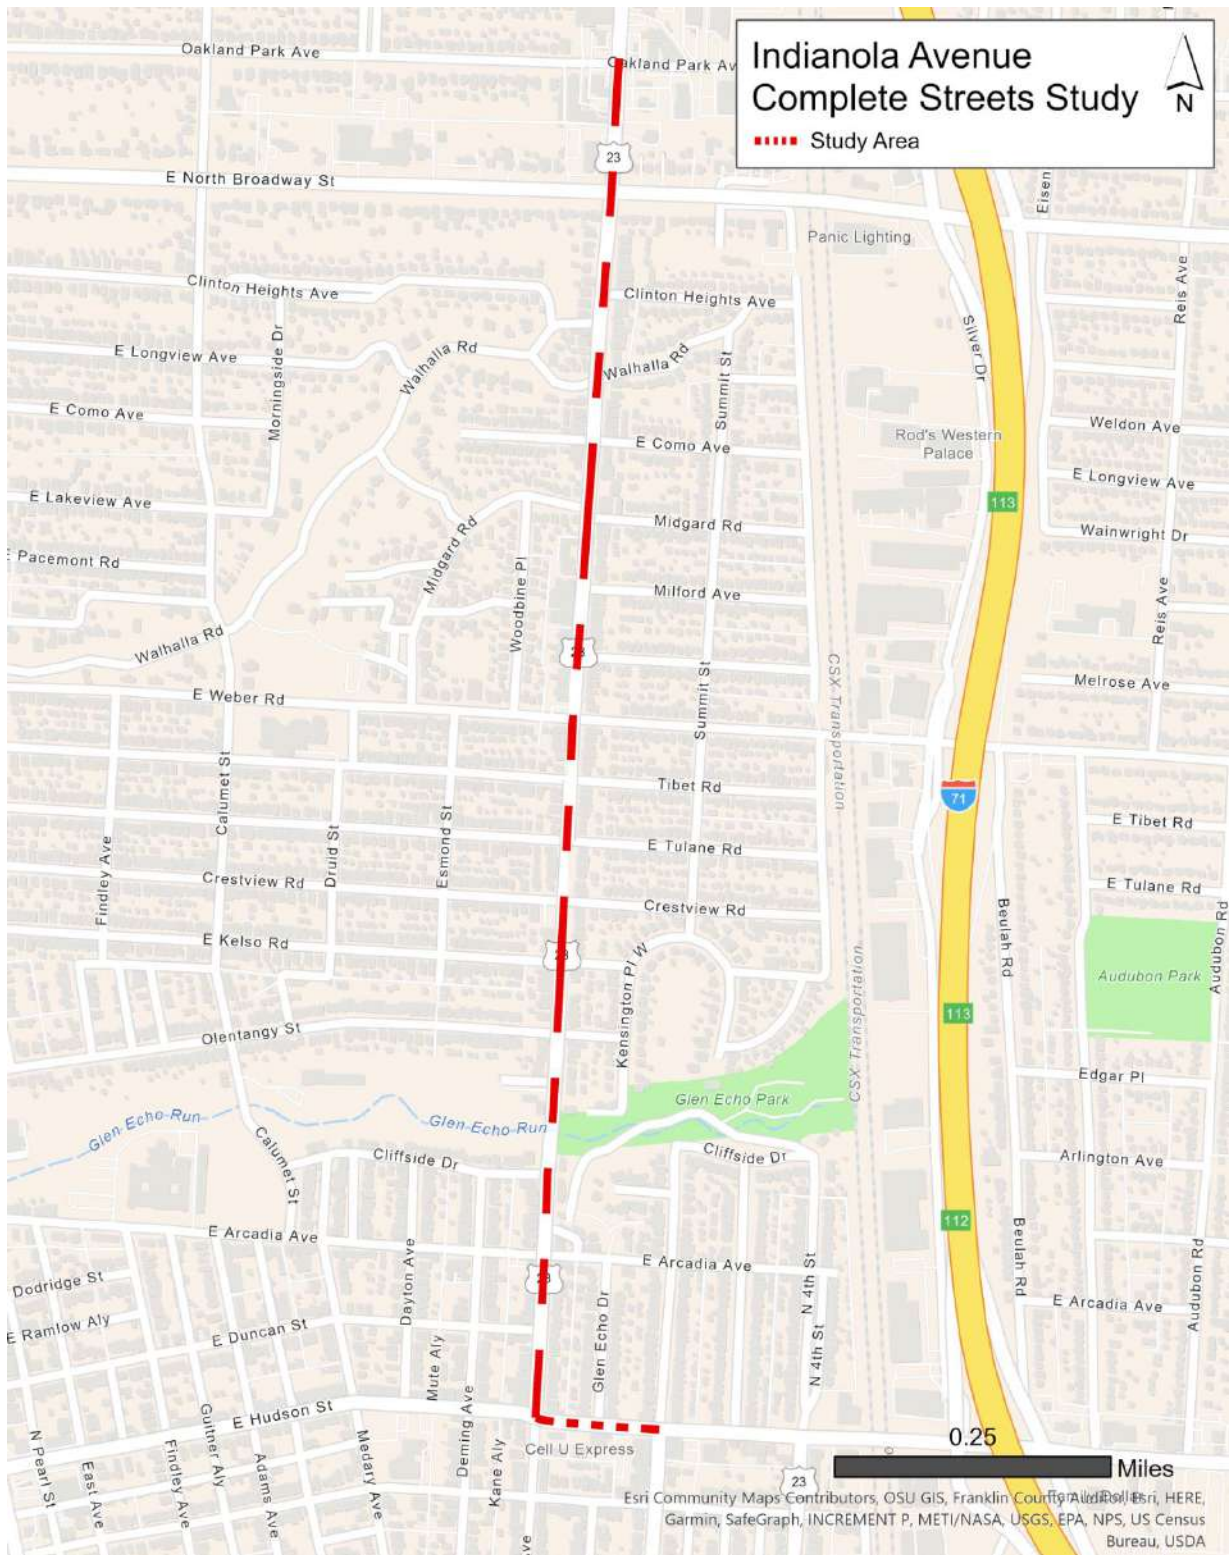 Indianola Avenue
Complete Streets Study
N
Study Area
Oakland Park Ave
Oakland Park Av
23
E North Broadway St
Eisen
Panic Lighting
Reis Ave
Clinton Heights Ave
Clinton Heights Ave
Silver Dr
Morningside Dr
E Longview Ave
Walhalla Rd
Walhalla Rd
Summit St
E Como Ave
E Como Ave
Weldon Ave
Rod's Western
Palace
E Longview Ave
E Lakeview Ave
113
Midgard Rd
Midgard Rd
Wainwright Dr
E Pacemont Rd
Woodbine Pl
Milford Ave
Reis Ave
Walhalla Rd
CSX Transportation
Summit St
E Weber Rd
Melrose Ave
Calumet St
Tibet Rd
71
E Tibet Rd
Findley Ave
Druid St
Esmond St
E Tulane Rd
Crestview Rd
E Tulane Rd
Crestview Rd
Beulah Rd
Audubon Rd
E Kelso Rd
Kensington Pl W
CSX Transportation
Audubon Park
113
Olentangy St
Edgar Pl
Glen Echo Park
Glen Echo Run
Glen Echo Run
Calumet St
Cliffside Dr
Cliffside Dr
Arlington Ave
112
E Arcadia Ave
E Arcadia Ave
Beulah Rd
Audubon Rd
Dodridge St
Dayton Ave
N 4th St
E Arcadia Ave
E Ramlow Aly
E Duncan St
Glen Echo Dr
Mute Aly
N 4th St
E Hudson St
Deming Ave
Guitner Aly
Cell U Express
0.25
Miles
N Pearl St
East Ave
Findley Ave
Adams Ave
Medary Ave
Kane Aly
23
Esri Community Maps Contributors, OSU GIS, Franklin County Auditor, Esri, HERE,
Garmin, SafeGraph, INCREMENT P, METI/NASA, USGS, EPA, NPS, US Census
Bureau, USDA